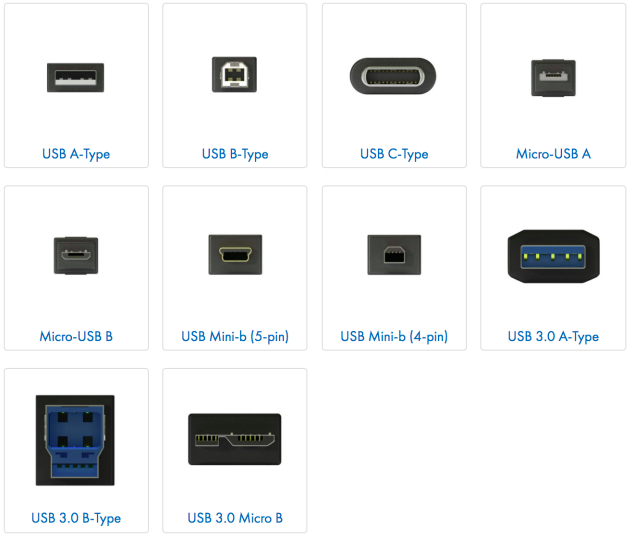 USB A-Type
USB B-Type
USB C-Type
Micro-USB A
Micro-USB B
USB Mini-b (5-pin)
USB Mini-b (4-pin)
USB 3.0 A-Type
USB 3.0 B-Type
USB 3.0 Micro B